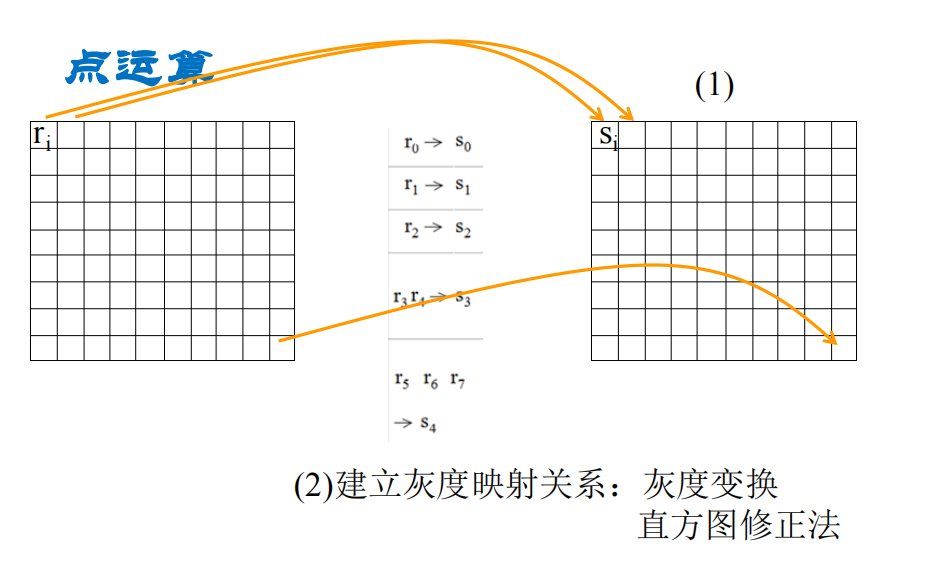 点运算
(1)
ri
si
r0 → s0
r1 → s1
r2 → s2
r3 r4 → s3
r5 r6 r7
→ s4
(2)建立灰度映射关系：灰度变换
直方图修正法